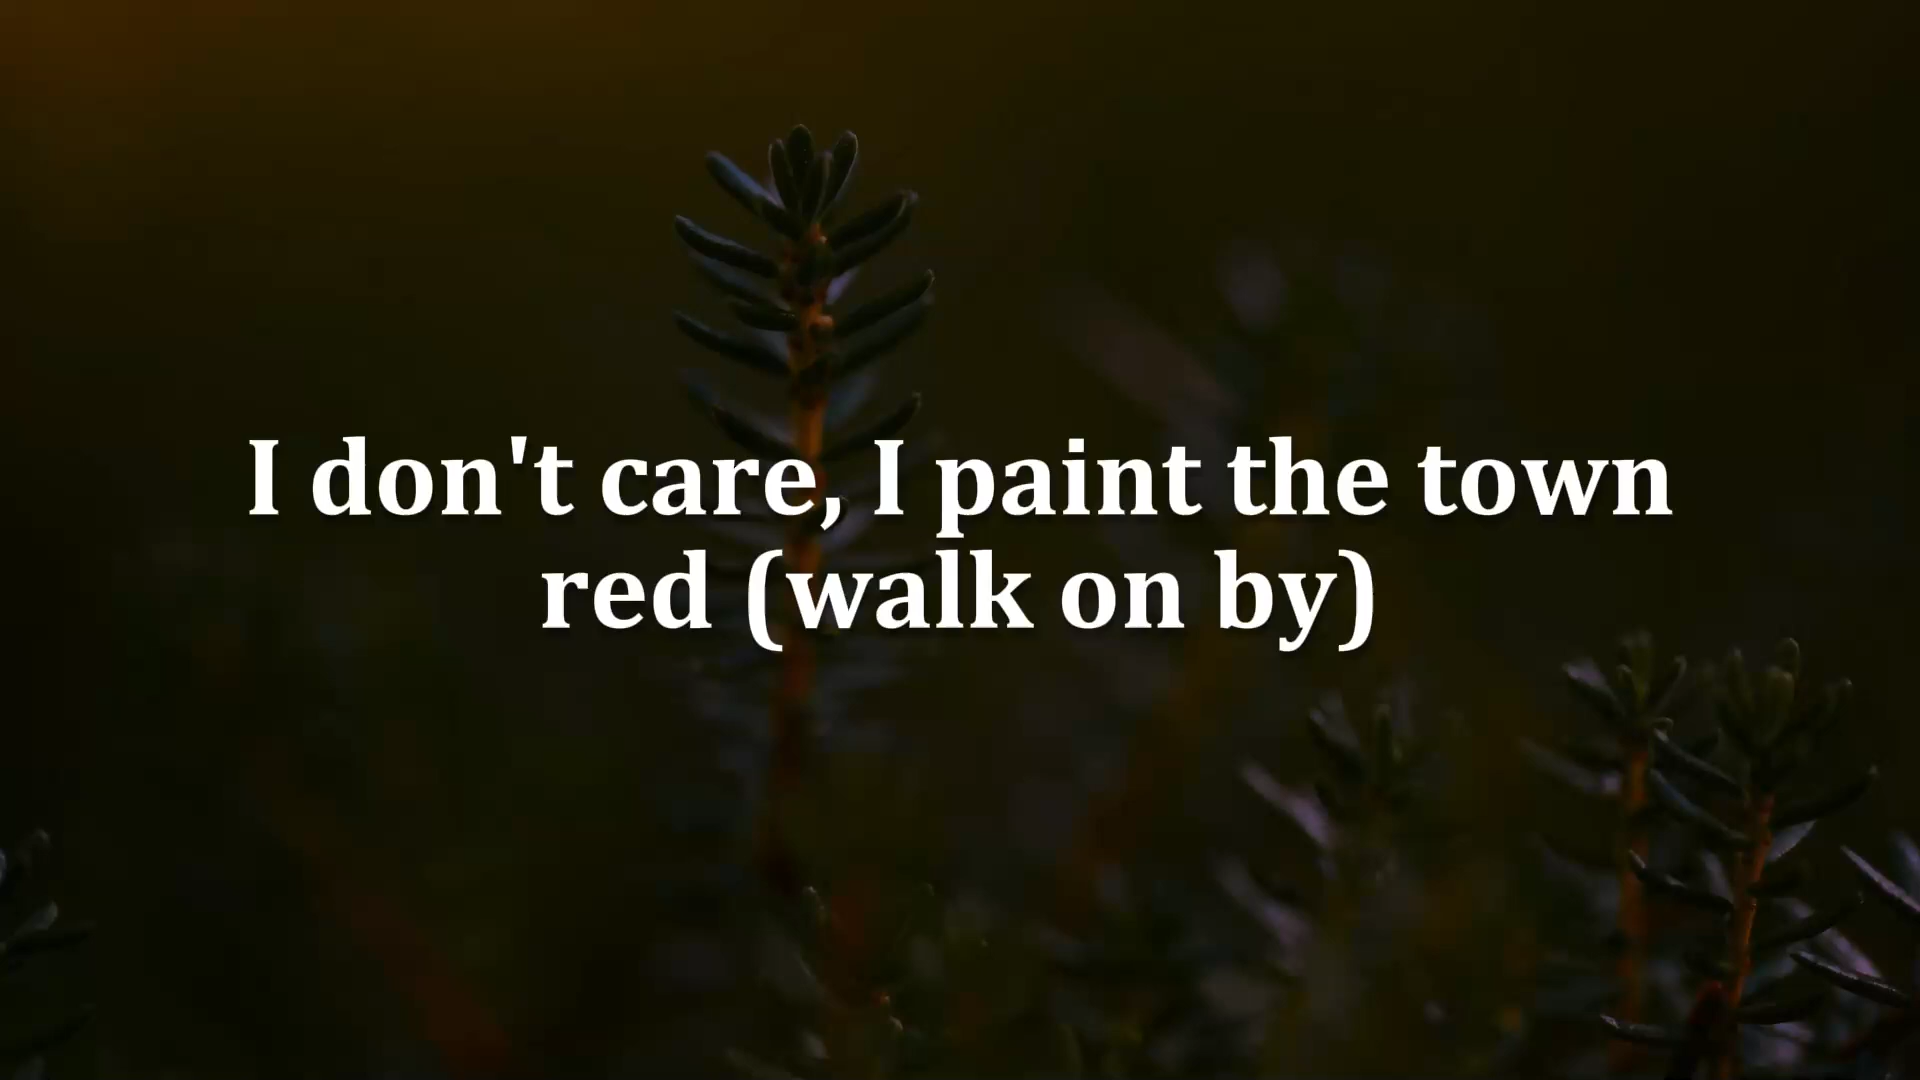 I don't care, I paint the town
red (walk on by)